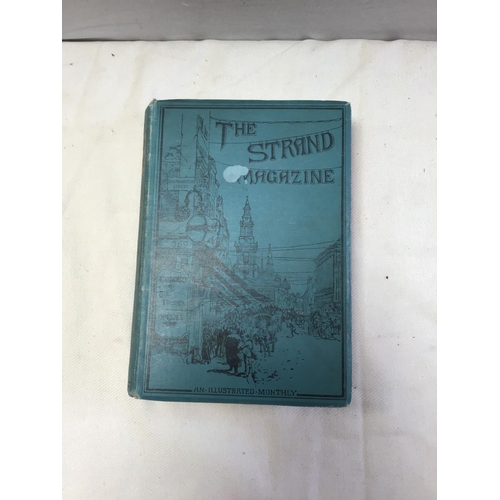 THE
STRAND
MAGAZINE
AN·ILLUSTRATED·MONTHLY